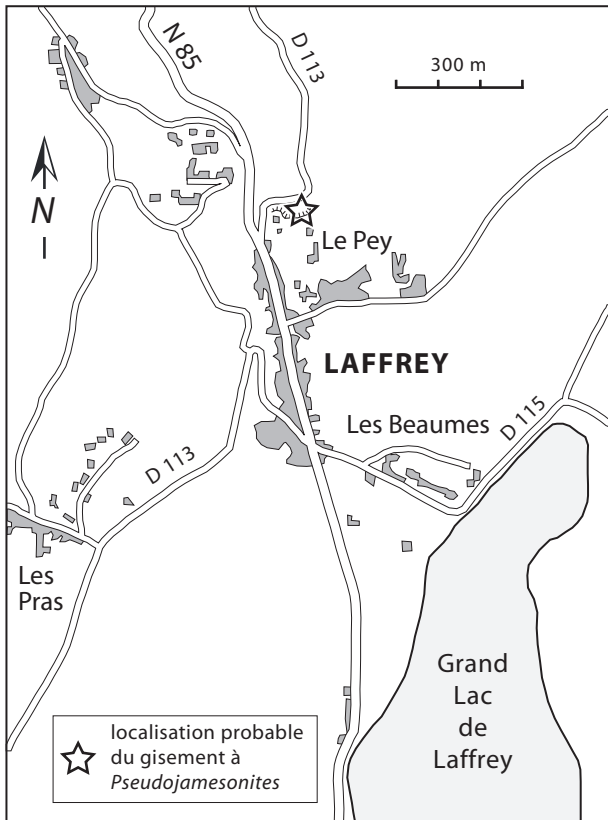 N 85
D 113
300 m
N
Le Pey
LAFFREY
Les Beaumes
D 115
D 113
Les
Pras
Grand
Lac
de
Laffrey
localisation probable
du gisement à
Pseudojamesonites